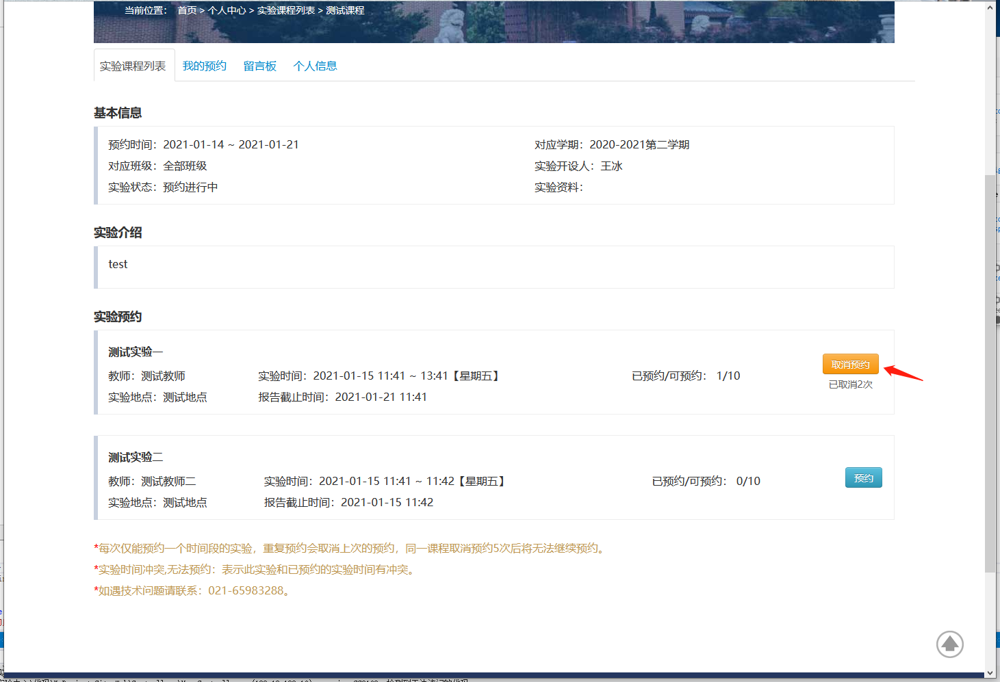 当前位置： 首页 > 个人中心 > 实验课程列表 > 测试课程
实验课程列表 我的预约 留言板 个人信息
基本信息
预约时间：2021-01-14 ~ 2021-01-21 对应学期：2020-2021第二学期
对应班级：全部班级 实验开设人：王冰
实验状态：预约进行中 实验资料：
实验介绍
test
实验预约
测试实验一
取消预约
教师：测试教师 实验时间：2021-01-15 11:41 ~ 13:41【星期五】 已预约/可预约： 1/10
已取消2次
实验地点：测试地点 报告截止时间：2021-01-21 11:41
测试实验二
教师：测试教师二 实验时间：2021-01-15 11:41 ~ 11:42【星期五】 已预约/可预约： 0/10 预约
实验地点：测试地点 报告截止时间：2021-01-15 11:42
*每次仅能预约一个时间段的实验，重复预约会取消上次的预约，同一课程取消预约5次后将无法继续预约。
*实验时间冲突,无法预约：表示此实验和已预约的实验时间有冲突。
*如遇技术问题请联系：021-65983288。